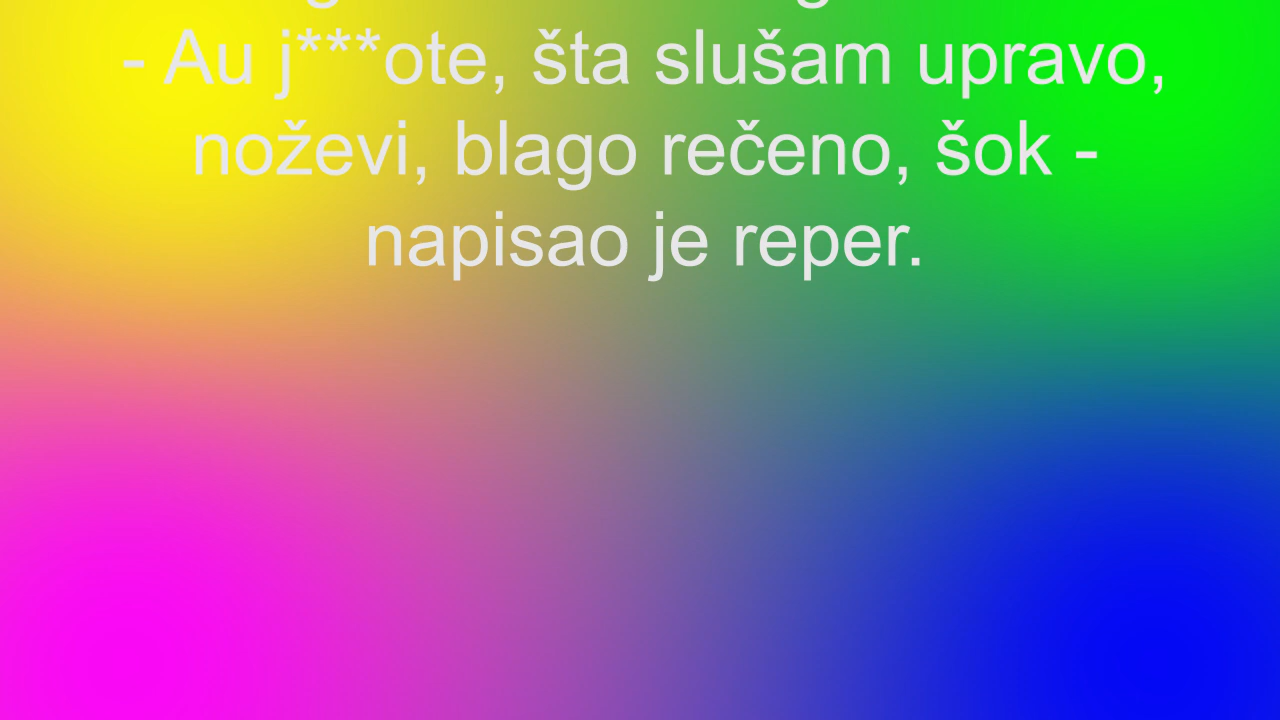 - Au j***ote, šta slušam upravo,
noževi, blago rečeno, šok -
napisao je reper.